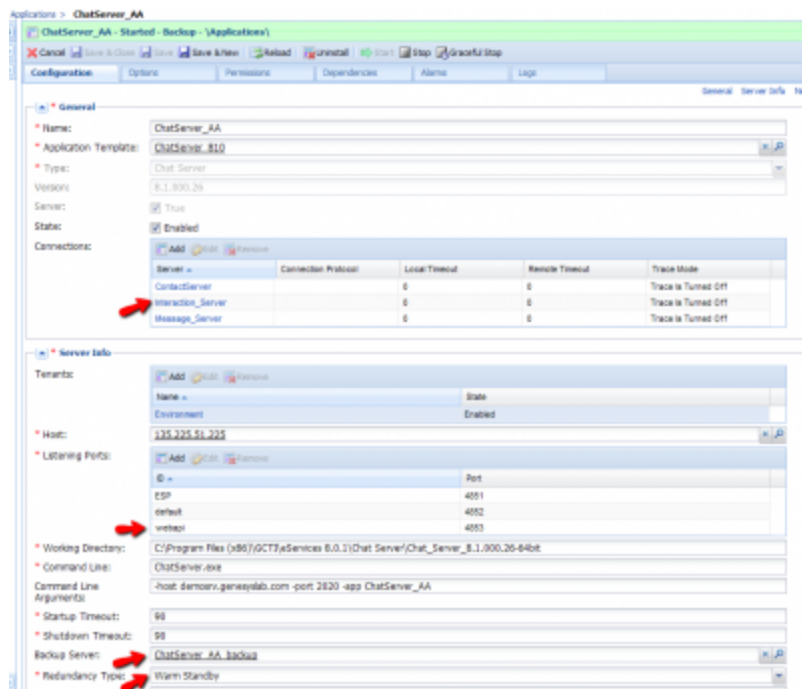 Applications > ChatServer_AA
ChatServer_AA - Started - Backup - \Applications\
Cancel Save & Close Save Save & New Reload Uninstall Start Stop Graceful Stop
Configuration Options Permissions Dependencies Alarms Logs
General Server Info
* General
* Name: ChatServer_AA
* Application Template: ChatServer_810
* Type: Chat Server
Version: 8.1.000.26
Server: True
State: Enabled
Connections: Add Edit Remove
Server Connection Protocol Local Timeout Remote Timeout Trace Mode
ContactServer 0 0 Trace Is Turned Off
Interaction_Server 0 0 Trace Is Turned Off
Message_Server 0 0 Trace Is Turned Off
* Server Info
Tenants: Add Edit Remove
Name State
Environment Enabled
* Host: 135.225.51.225
* Listening Ports: Add Edit Remove
ID Port
ESP 4851
default 4852
webapi 4853
* Working Directory: C:\Program Files (x86)\GCTI\eServices 8.0.1\Chat Server\Chat_Server_8.1.000.26-64bit
* Command Line: ChatServer.exe
Command Line Arguments: -host demosrv.genesyslab.com -port 2020 -app ChatServer_AA
* Startup Timeout: 90
* Shutdown Timeout: 90
Backup Server: ChatServer_AA_backup
* Redundancy Type: Warm Standby